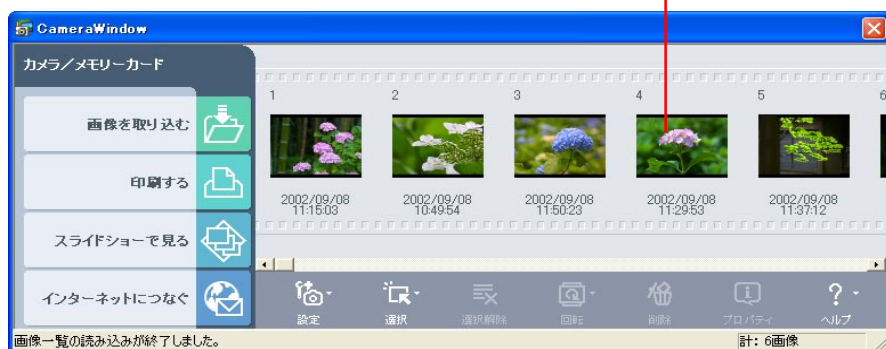 CameraWindow
カメラ／メモリーカード
画像を取り込む
印刷する
スライドショーで見る
インターネットにつなぐ
1 2 3 4 5 6
2002/09/08 2002/09/08 2002/09/08 2002/09/08 2002/09/08
11:15:03 10:49:54 11:50:23 11:29:53 11:37:12
設定 選択 選択解除 回転 削除 プロパティ ヘルプ
画像一覧の読み込みが終了しました。
計: 6画像